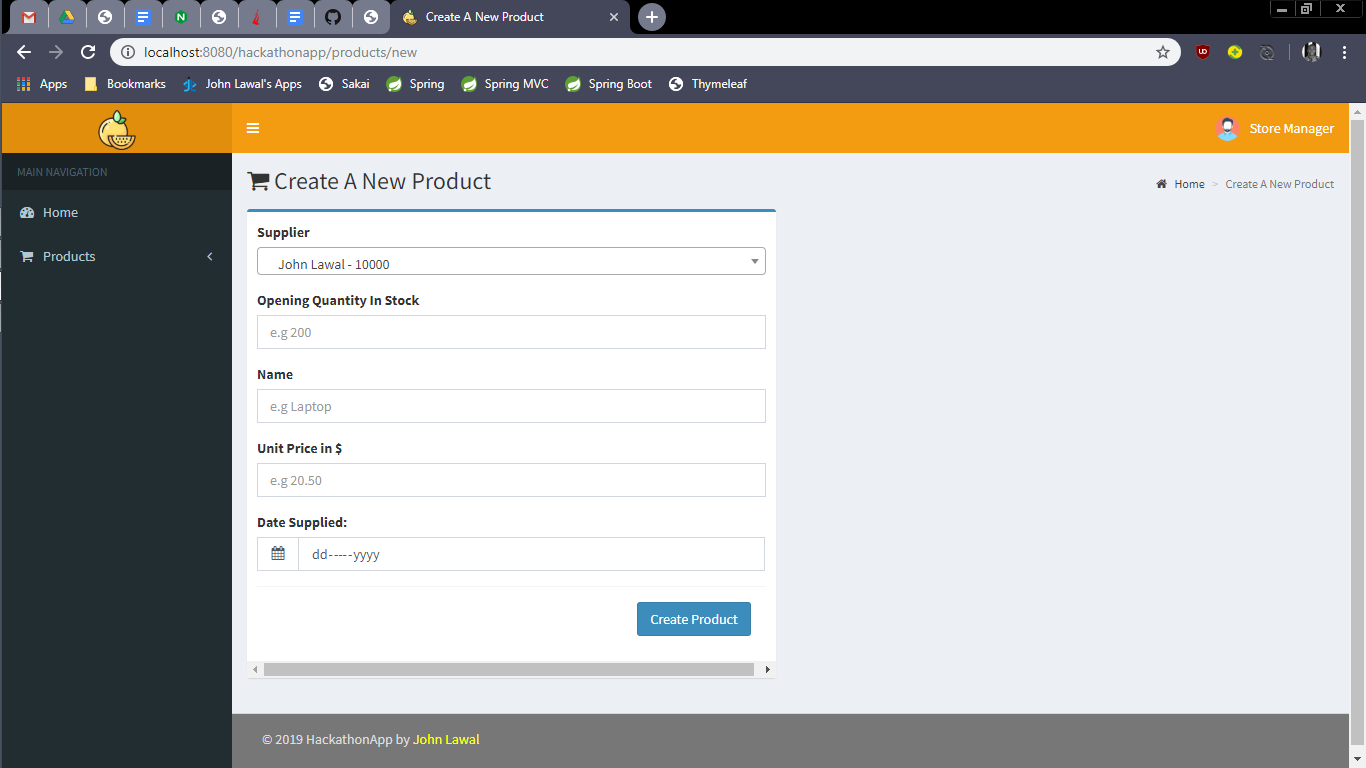 Create A New Product
localhost:8080/hackathonapp/products/new
Apps Bookmarks John Lawal's Apps Sakai Spring Spring MVC Spring Boot Thymeleaf
Store Manager
MAIN NAVIGATION
Home
Products
Create A New Product
Home > Create A New Product
Supplier
John Lawal - 10000
Opening Quantity In Stock
e.g 200
Name
e.g Laptop
Unit Price in $
e.g 20.50
Date Supplied:
dd-----yyyy
Create Product
© 2019 HackathonApp by John Lawal